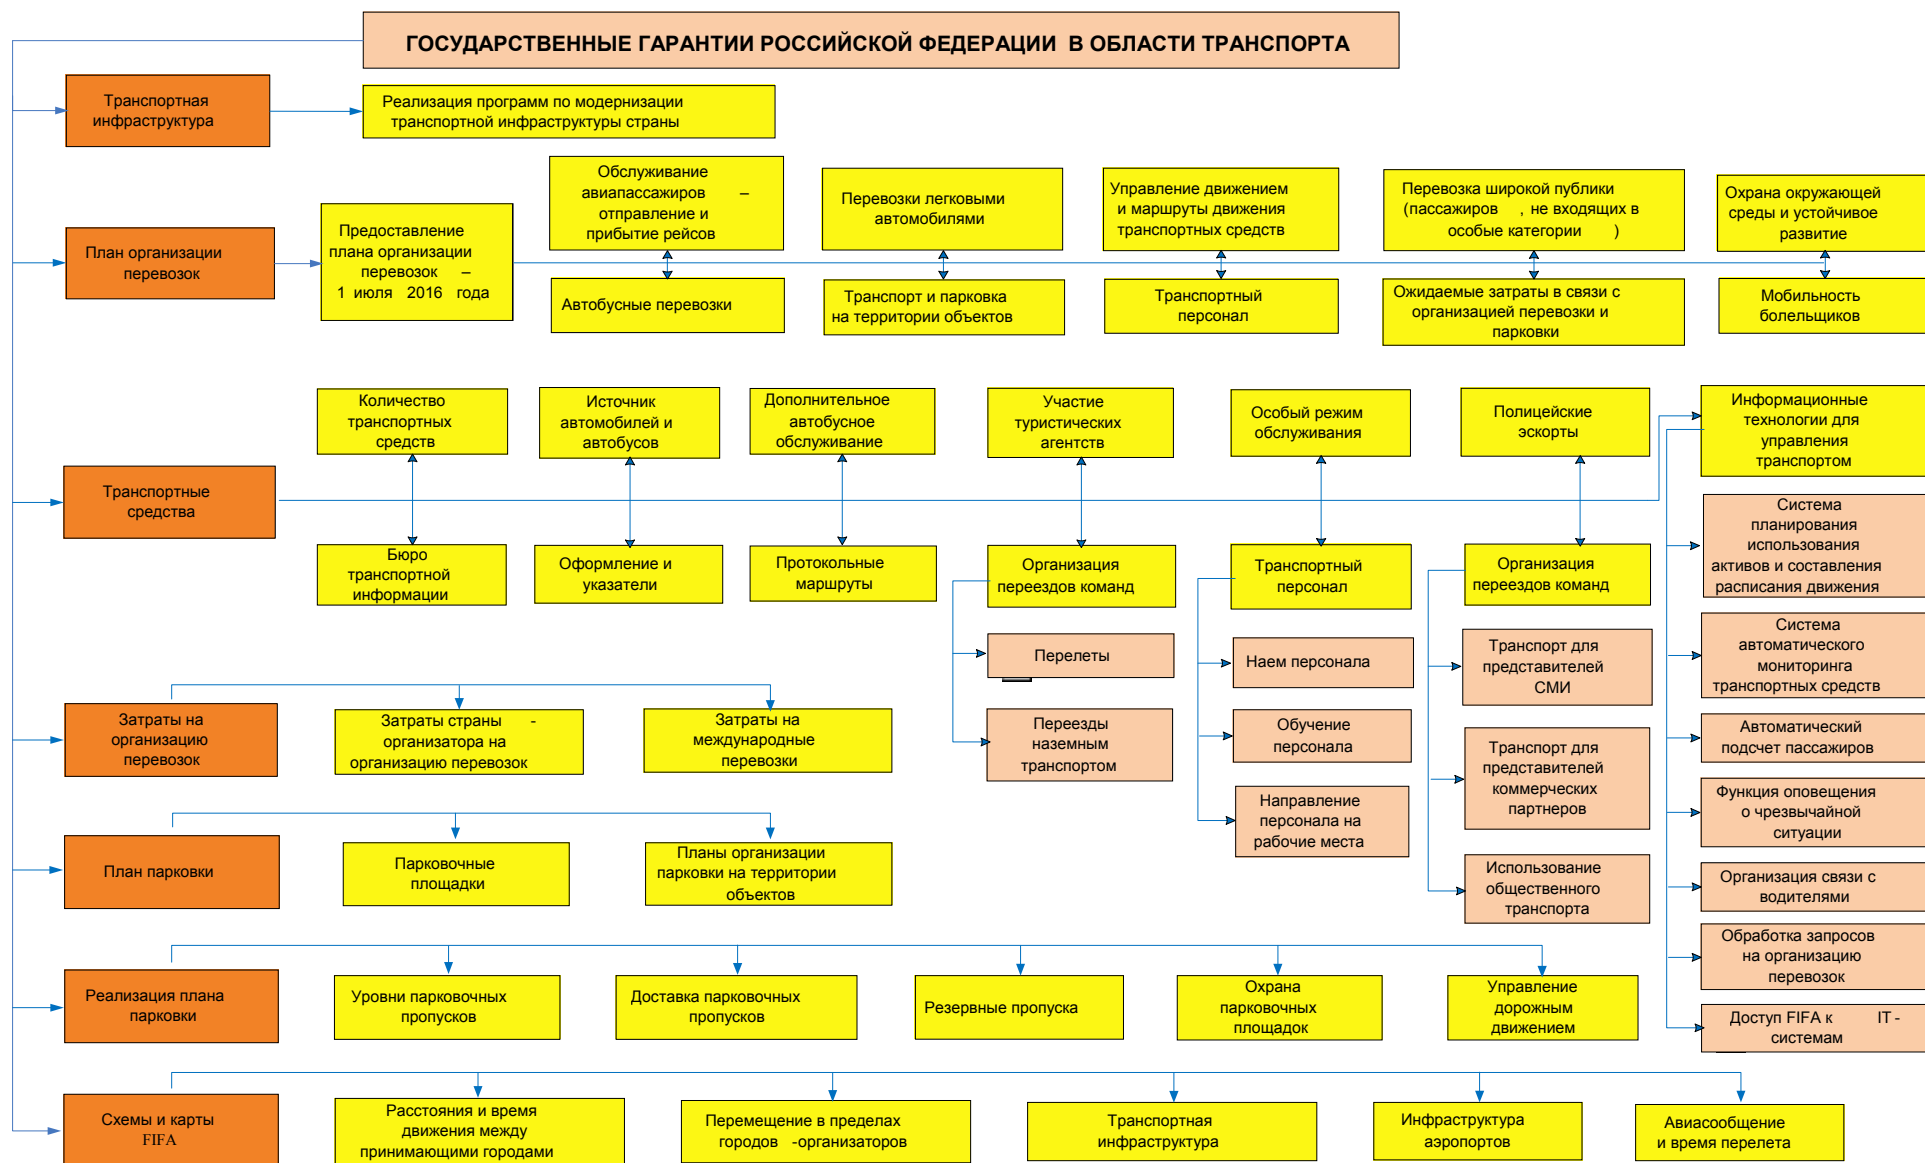 ГОСУДАРСТВЕННЫЕ ГАРАНТИИ РОССИЙСКОЙ ФЕДЕРАЦИИ В ОБЛАСТИ ТРАНСПОРТА
Транспортная
инфраструктура
Реализация программ по модернизации
транспортной инфраструктуры страны
План организации
перевозок
Предоставление
плана организации
перевозок –
1 июля 2016 года
Обслуживание
авиапассажиров –
отправление и
прибытие рейсов
Перевозки легковыми
автомобилями
Управление движением
и маршруты движения
транспортных средств
Перевозка широкой публики
(пассажиров , не входящих в
особые категории )
Охрана окружающей
среды и устойчивое
развитие
Автобусные перевозки
Транспорт и парковка
на территории объектов
Транспортный
персонал
Ожидаемые затраты в связи с
организацией перевозки и
парковки
Мобильность
болельщиков
Транспортные
средства
Количество
транспортных
средств
Источник
автомобилей и
автобусов
Дополнительное
автобусное
обслуживание
Участие
туристических
агентств
Особый режим
обслуживания
Полицейские
эскорты
Информационные
технологии для
управления
транспортом
Бюро
транспортной
информации
Оформление и
указатели
Протокольные
маршруты
Организация
переездов команд
Транспортный
персонал
Организация
переездов команд
Перелеты
Переезды
наземным
транспортом
Наем персонала
Обучение
персонала
Направление
персонала на
рабочие места
Транспорт для
представителей
СМИ
Транспорт для
представителей
коммерческих
партнеров
Использование
общественного
транспорта
Система
планирования
использования
активов и составления
расписания движения
Система
автоматического
мониторинга
транспортных средств
Автоматический
подсчет пассажиров
Функция оповещения
о чрезвычайной
ситуации
Организация связи с
водителями
Обработка запросов
на организацию
перевозок
Доступ FIFA к IT -
системам
Затраты на
организацию
перевозок
Затраты страны -
организатора на
организацию перевозок
Затраты на
международные
перевозки
План парковки
Парковочные
площадки
Планы организации
парковки на территории
объектов
Реализация плана
парковки
Уровни парковочных
пропусков
Доставка парковочных
пропусков
Резервные пропуска
Охрана
парковочных
площадок
Управление
дорожным
движением
Схемы и карты
FIFA
Расстояния и время
движения между
принимающими городами
Перемещение в пределах
городов -организаторов
Транспортная
инфраструктура
Инфраструктура
аэропортов
Авиасообщение
и время перелета